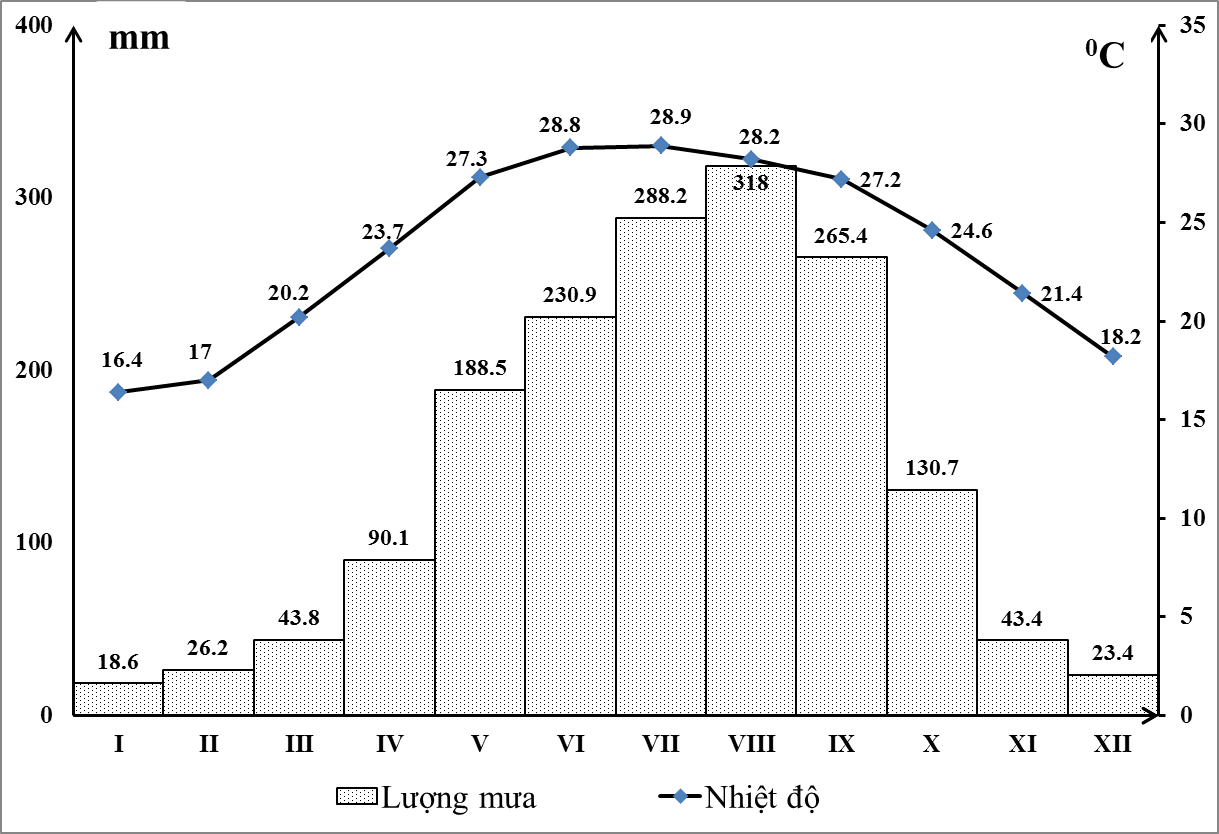 400 mm ⁰C 35
28.8 28.9 28.2 30
27.3 27.2
300 288.2 318 25
23.7 265.4 24.6
20.2 230.9 21.4
16.4 17 20 18.2
200 188.5 15
130.7
100 90.1 10
43.8 43.4 5
18.6 26.2 23.4
0 0
I II III IV V VI VII VIII IX X XI XII
Lượng mưa Nhiệt độ